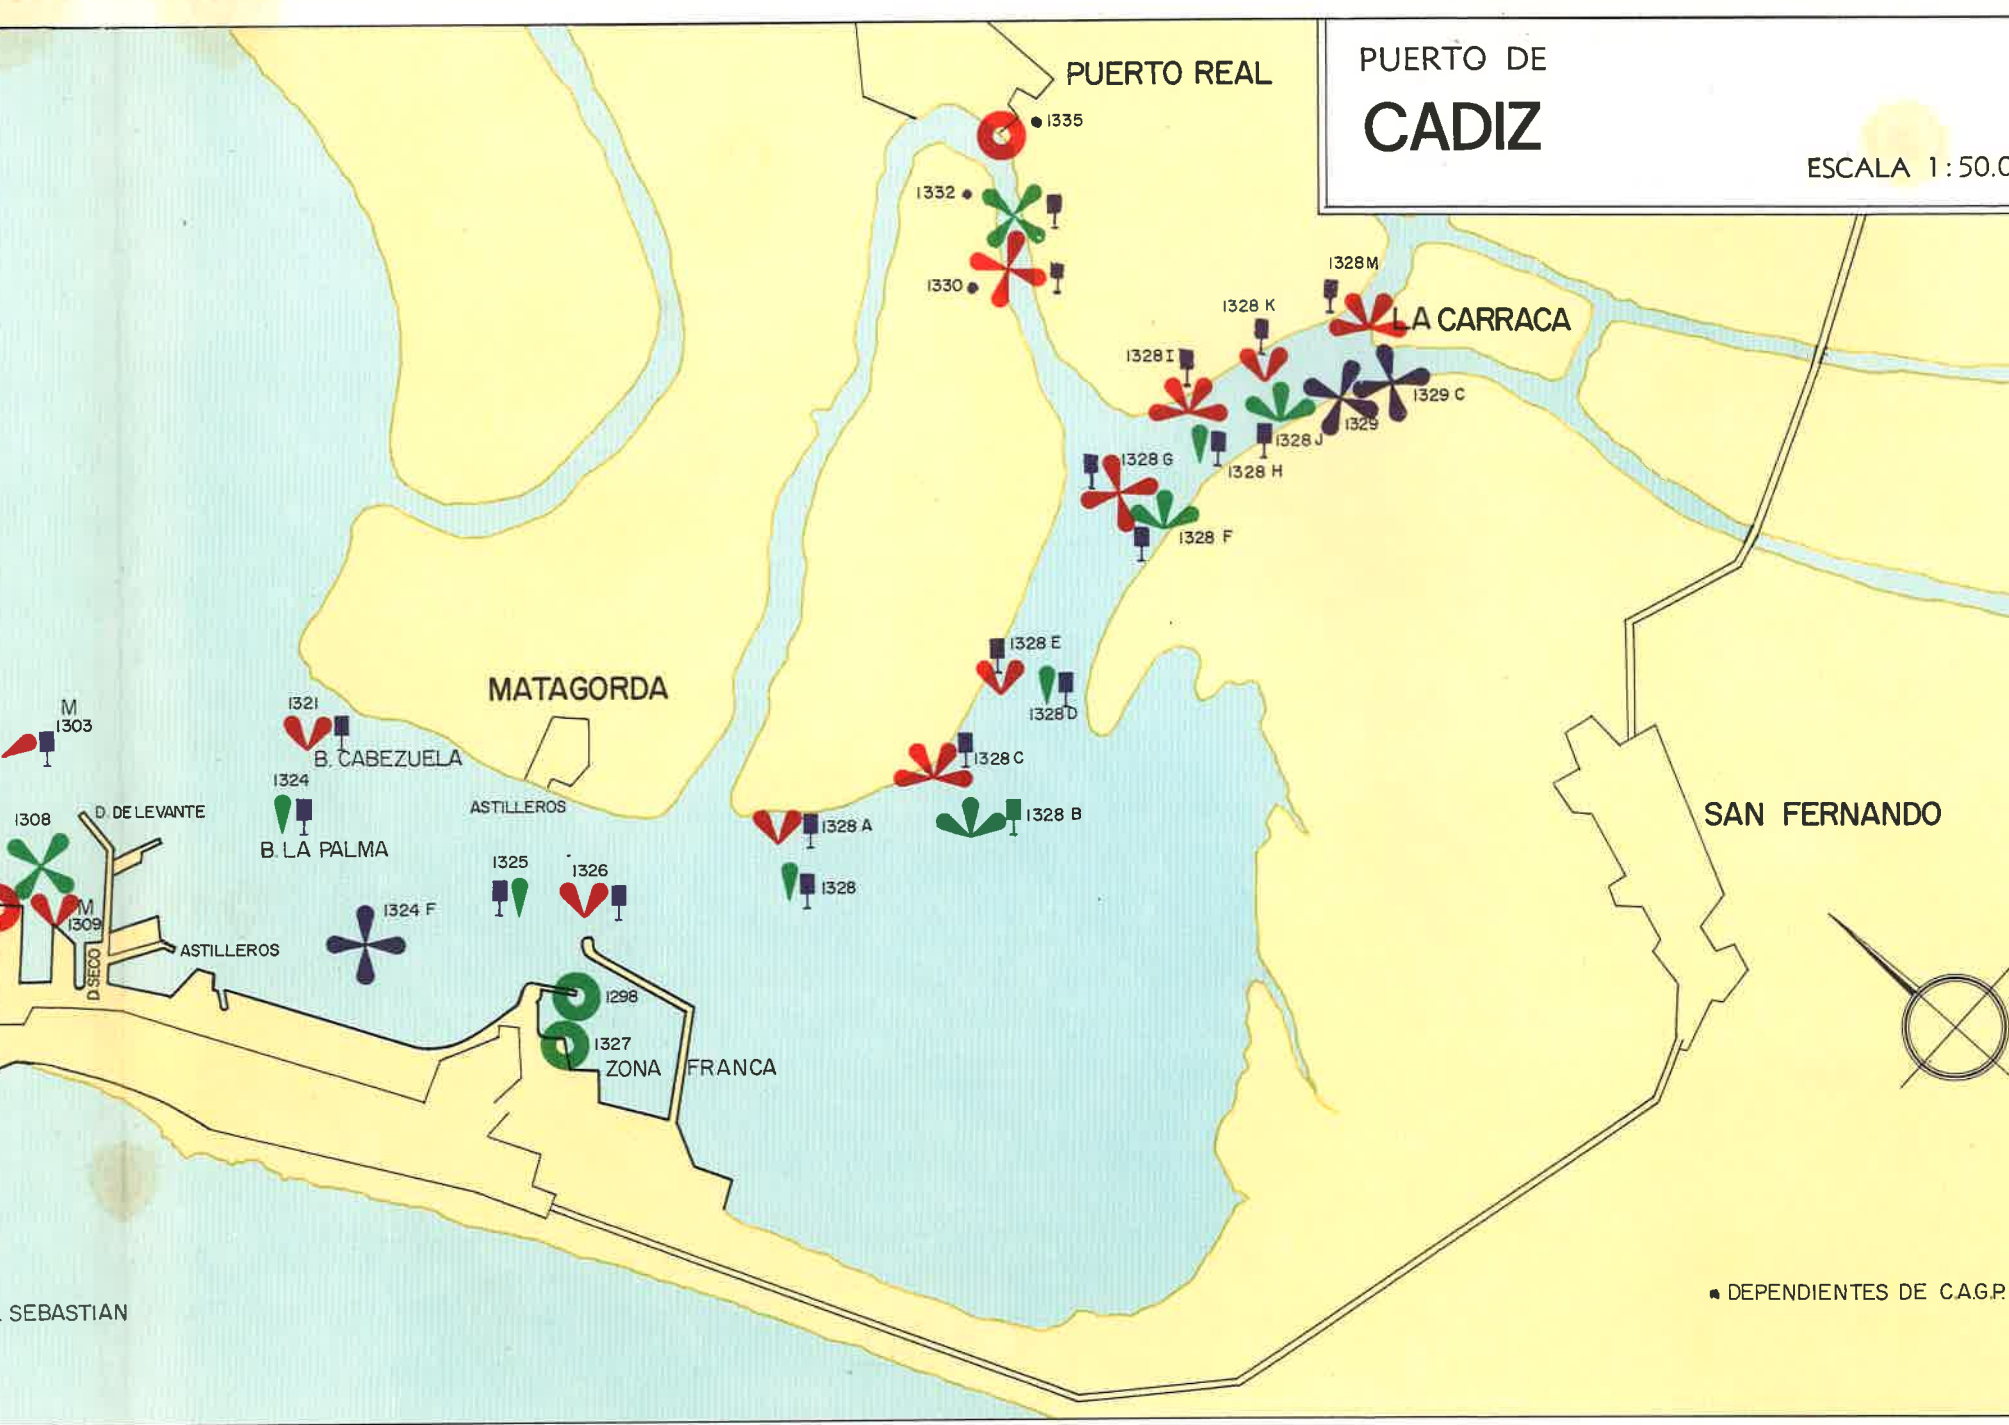 PUERTO DE
CADIZ
ESCALA 1:50.0
PUERTO REAL
1335
1332
1330
1328M
LA CARRACA
1328 K
1328 I
1329 C
1329
1328 J
1328 H
1328 G
1328 F
1328 E
1328 D
MATAGORDA
M
1303
1321
B. CABEZUELA
1328 C
1324
ASTILLEROS
D. DE LEVANTE
1308
1328 A
1328 B
SAN FERNANDO
B. LA PALMA
1325
1326
1328
M
1309
1324 F
ASTILLEROS
D.SECO
1298
1327
ZONA FRANCA
SEBASTIAN
DEPENDIENTES DE C.A.G.P.